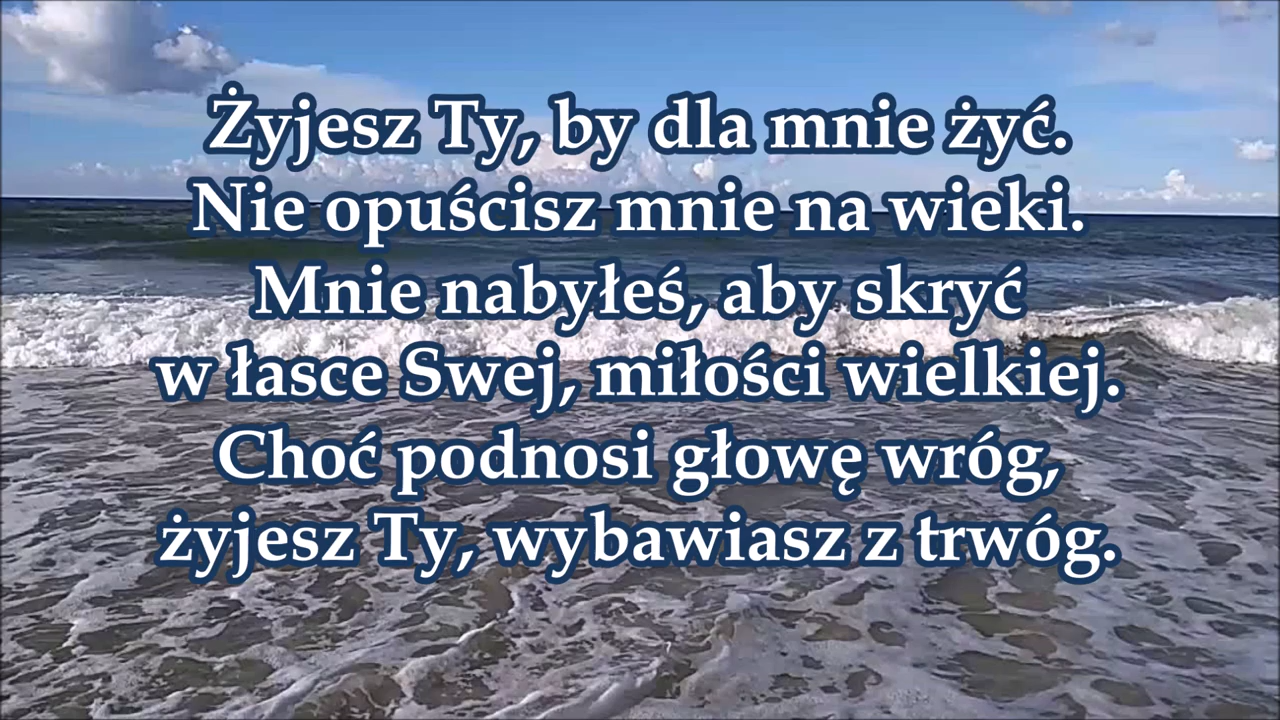 Żyjesz Ty, by dla mnie żyć.
Nie opuścisz mnie na wieki.
Mnie nabyłeś, aby skryć
w łasce Swej, miłości wielkiej.
Choć podnosi głowę wróg,
żyjesz Ty, wybawiasz z trwóg.